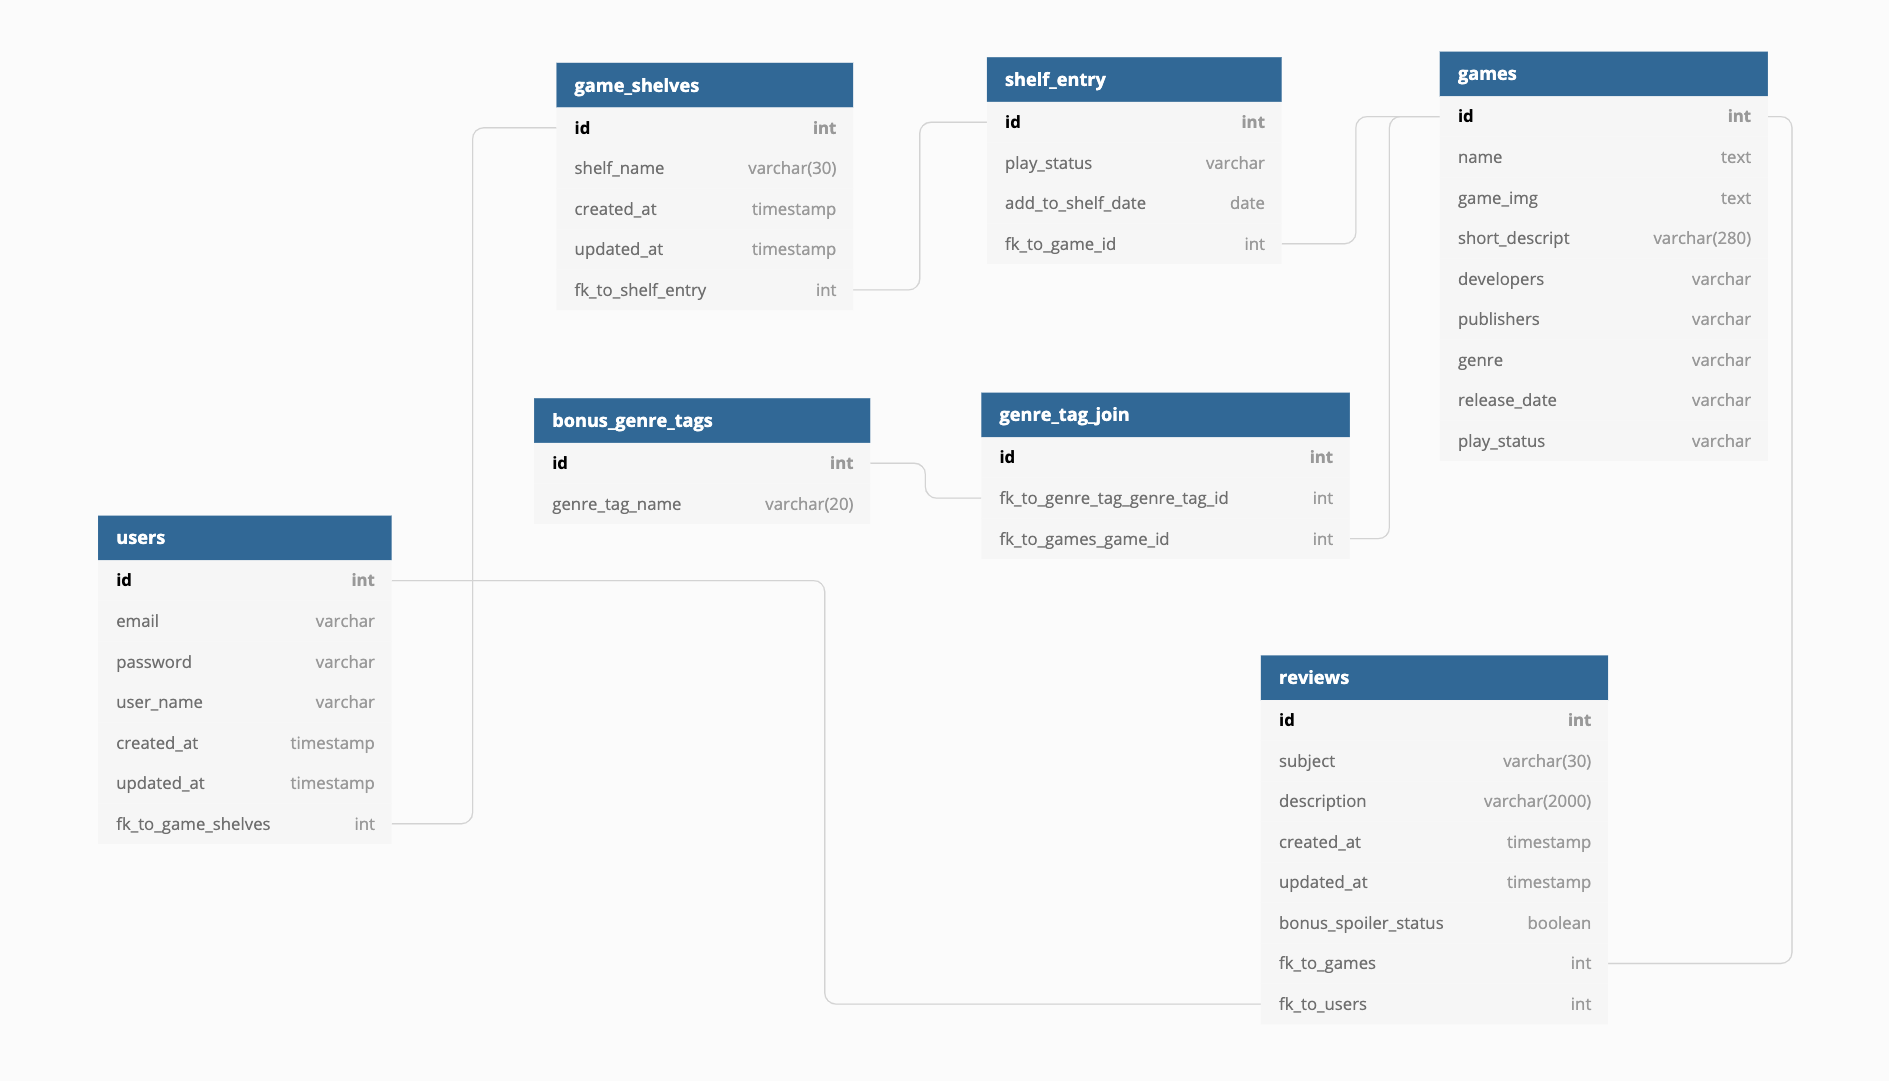 game_shelves
id int
shelf_name varchar(30)
created_at timestamp
updated_at timestamp
fk_to_shelf_entry int
shelf_entry
id int
play_status varchar
add_to_shelf_date date
fk_to_game_id int
games
id int
name text
game_img text
short_descript varchar(280)
developers varchar
publishers varchar
genre varchar
release_date varchar
play_status varchar
bonus_genre_tags
id int
genre_tag_name varchar(20)
genre_tag_join
id int
fk_to_genre_tag_genre_tag_id int
fk_to_games_game_id int
users
id int
email varchar
password varchar
user_name varchar
created_at timestamp
updated_at timestamp
fk_to_game_shelves int
reviews
id int
subject varchar(30)
description varchar(2000)
created_at timestamp
updated_at timestamp
bonus_spoiler_status boolean
fk_to_games int
fk_to_users int